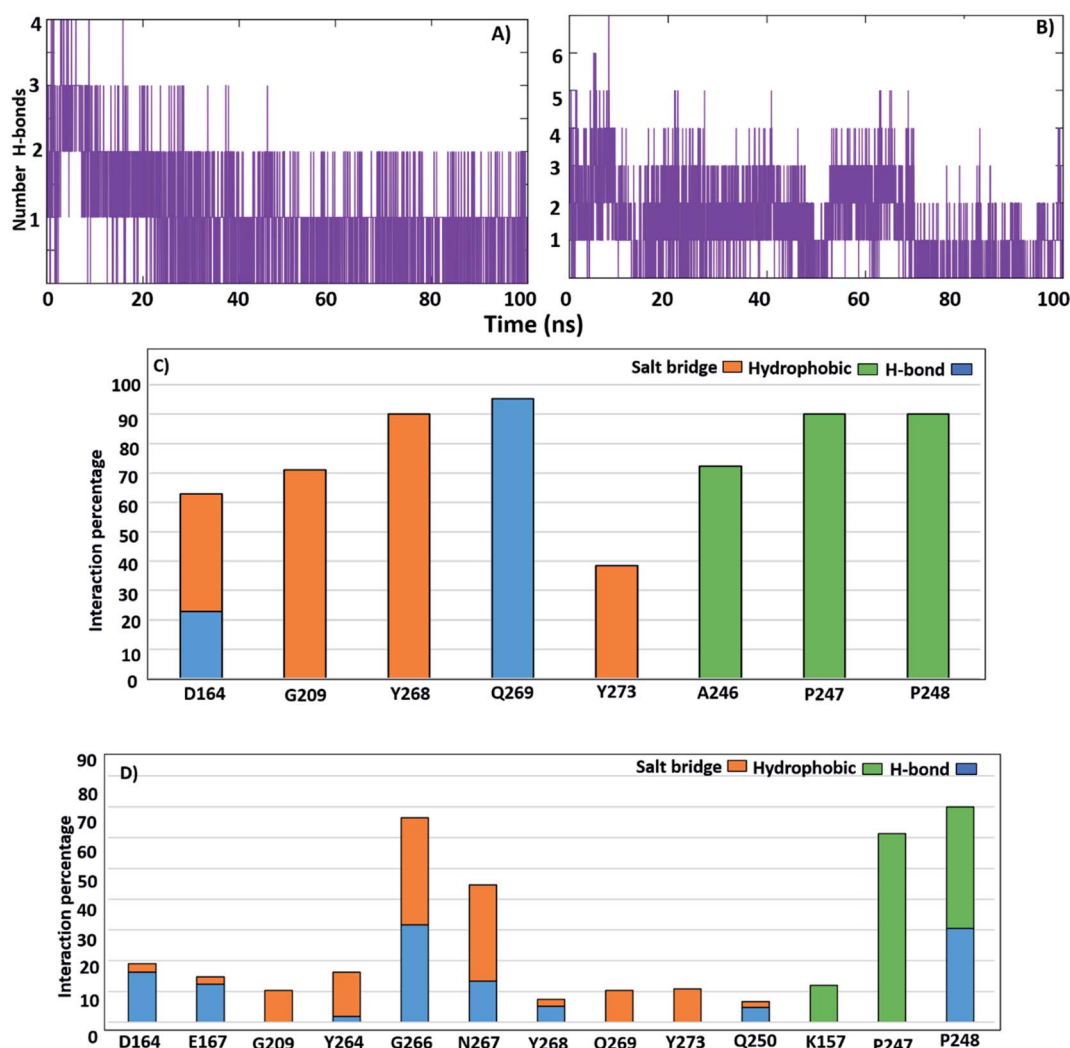 A)
4
3
2
1
Number H-bonds
0 20 40 60 80 100
B)
6
5
4
3
2
1
0 20 40 60 80 100
Time (ns)
C)
Salt bridge Hydrophobic H-bond
Interaction percentage
100
90
80
70
60
50
40
30
20
10
0
D164 G209 Y268 Q269 Y273 A246 P247 P248
D)
Salt bridge Hydrophobic H-bond
Interaction percentage
90
80
70
60
50
40
30
20
10
0
D164 E167 G209 Y264 G266 N267 Y268 Q269 Y273 Q250 K157 P247 P248